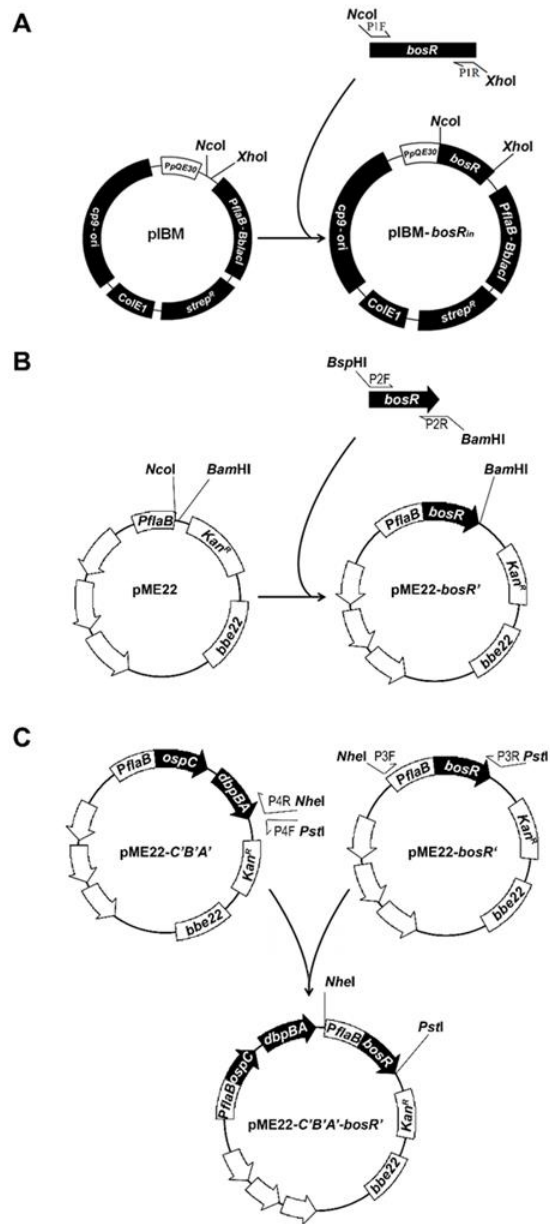 A
NcoI
P1F
bosR
P1R
XhoI
NcoI
XhoI
PpQE30
cp9-ori
pIBM
PflaB-BblacI
ColE1
strepR
NcoI
XhoI
PpQE30
bosR
cp9-ori
pIBM-bosRin
PflaB-BblacI
ColE1
strepR
B
BspHI
P2F
bosR
P2R
BamHI
NcoI
BamHI
PflaB
KanR
pME22
bbe22
BamHI
PflaB
bosR
KanR
pME22-bosR'
bbe22
C
PflaB
ospC
dbpBA
P4R NheI
P4F PstI
pME22-C'B'A'
KanR
bbe22
NheI
P3F
P3R PstI
PflaB
bosR
KanR
pME22-bosR‘
bbe22
NheI
dbpBA
PflaB
bosR
PstI
PflaB
ospC
pME22-C'B'A'-bosR'
KanR
bbe22